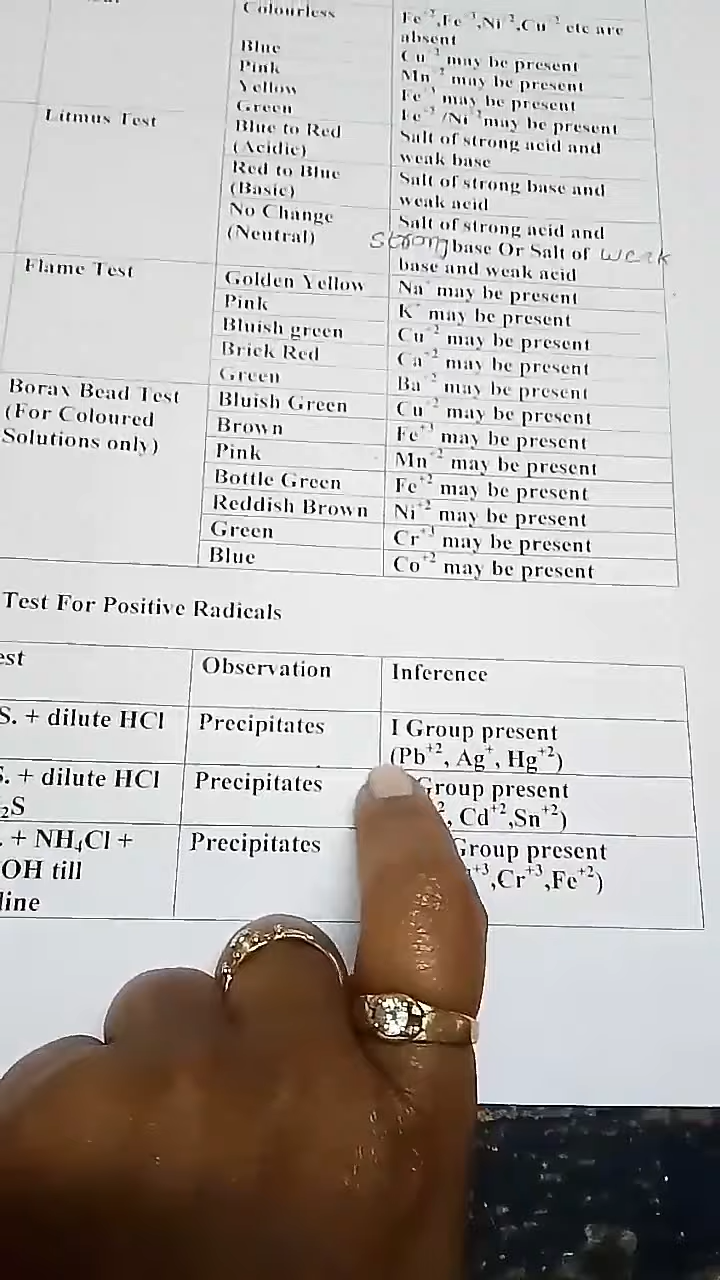 Colourless
Fe+2,Fe+3,Ni+2,Cu+2 etc are
absent
Blue
Cu+2 may be present
Pink
Mn+2 may be present
Yellow
Fe+3 may be present
Green
Fe+2/Ni+2 may be present
Litmus Test
Blue to Red
(Acidic)
Salt of strong acid and
weak base
Red to Blue
(Basic)
Salt of strong base and
weak acid
No Change
(Neutral)
Salt of strong acid and
strong base Or Salt of weak
base and weak acid
Flame Test
Golden Yellow
Na+ may be present
Pink
K+ may be present
Bluish green
Cu+2 may be present
Brick Red
Ca+2 may be present
Green
Ba+2 may be present
Borax Bead Test
(For Coloured
Solutions only)
Bluish Green
Cu+2 may be present
Brown
Fe+3 may be present
Pink
Mn+2 may be present
Bottle Green
Fe+2 may be present
Reddish Brown
Ni+2 may be present
Green
Cr+3 may be present
Blue
Co+2 may be present
Test For Positive Radicals
est
Observation
Inference
S. + dilute HCl
Precipitates
I Group present
(Pb+2, Ag+, Hg+2)
. + dilute HCl
2S
Precipitates
Group present
, Cd+2,Sn+2)
. + NH4Cl +
OH till
line
Precipitates
Group present
+3,Cr+3,Fe+2)